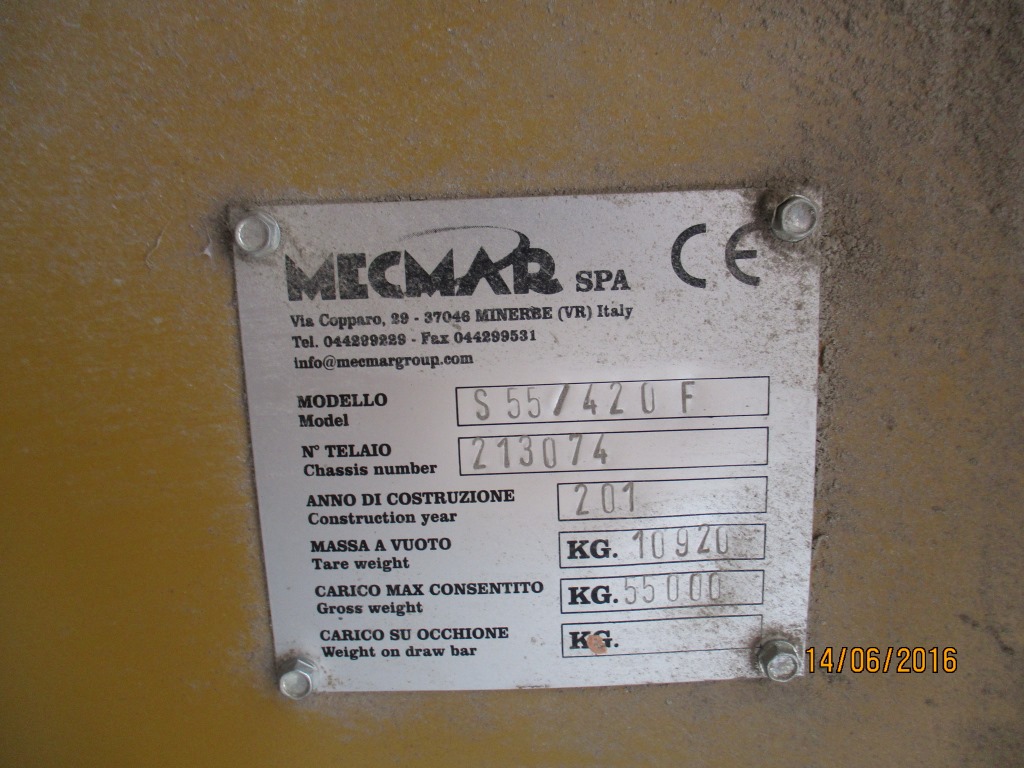 MECMAR SPA CE
Via Copparo, 29 - 37046 MINERBE (VR) Italy
Tel. 044299229 - Fax 044299531
info@mecmargroup.com
MODELLO
Model
S 55/420 F
N° TELAIO
Chassis number
213074
ANNO DI COSTRUZIONE
Construction year
201
MASSA A VUOTO
Tare weight
KG. 10920
CARICO MAX CONSENTITO
Gross weight
KG. 55000
CARICO SU OCCHIONE
Weight on draw bar
KG.
14/06/2016